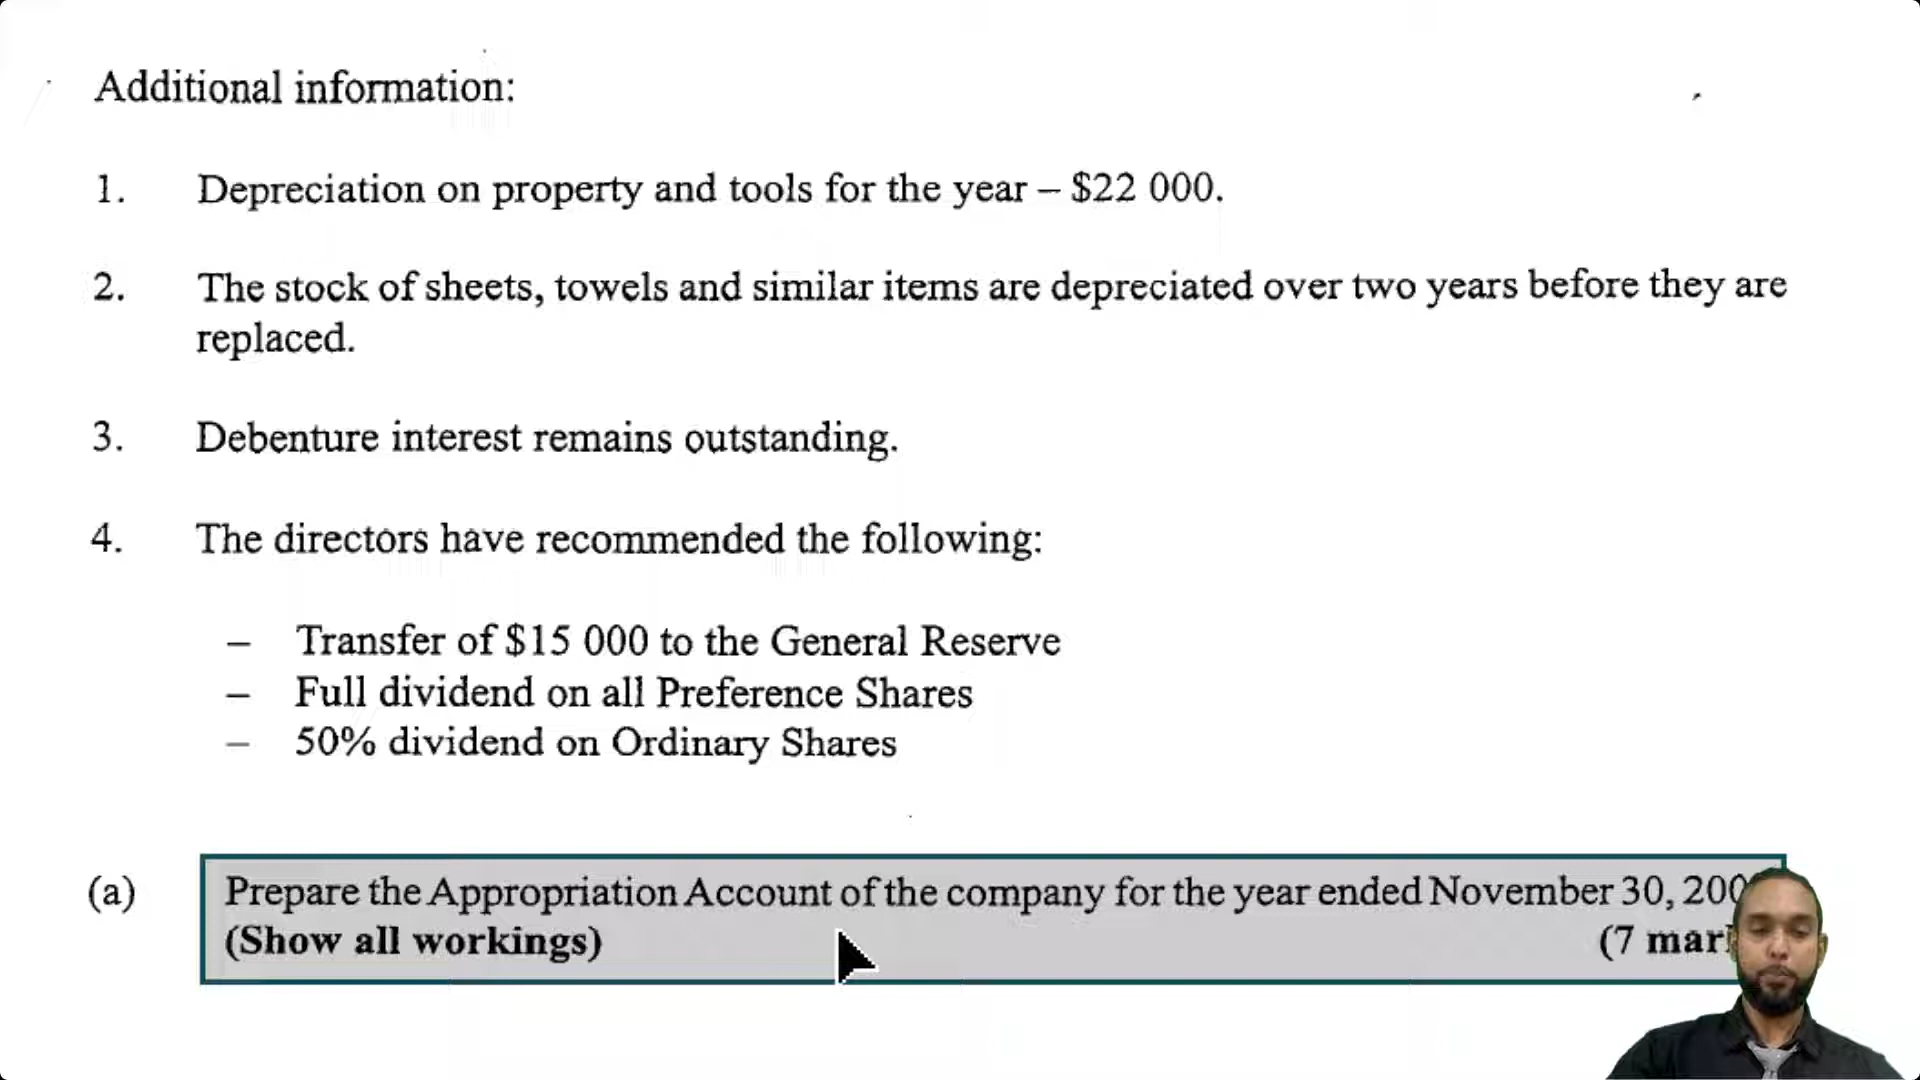 Additional information:
1. Depreciation on property and tools for the year – $22 000.
2. The stock of sheets, towels and similar items are depreciated over two years before they are
replaced.
3. Debenture interest remains outstanding.
4. The directors have recommended the following:
– Transfer of $15 000 to the General Reserve
– Full dividend on all Preference Shares
– 50% dividend on Ordinary Shares
(a) Prepare the Appropriation Account of the company for the year ended November 30,
(Show all workings) (7